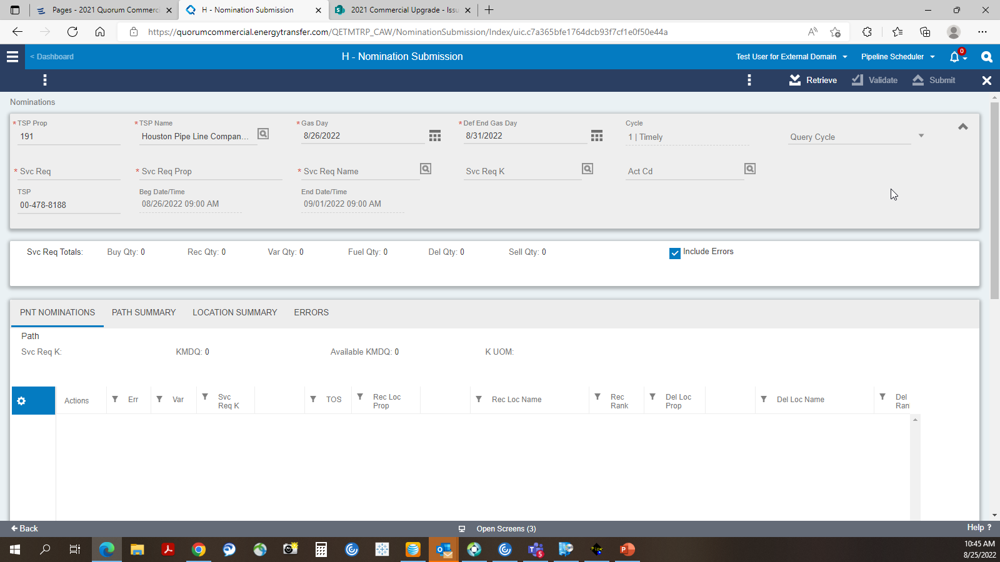 Pages - 2021 Quorum Commerci
H - Nomination Submission
2021 Commercial Upgrade - Issu
https://quorumcommercial.energytransfer.com/QETMTRP_CAW/NominationSubmission/Index/uic.c7a365bfe1764dcb93f7cf1e0f50e44a
< Dashboard
H - Nomination Submission
Test User for External Domain
Pipeline Scheduler
0
Retrieve
Validate
Submit
Nominations
* TSP Prop
* TSP Name
* Gas Day
* Def End Gas Day
Cycle
191
Houston Pipe Line Compan...
8/26/2022
8/31/2022
1 | Timely
Query Cycle
* Svc Req
* Svc Req Prop
* Svc Req Name
Svc Req K
Act Cd
TSP
Beg Date/Time
End Date/Time
00-478-8188
08/26/2022 09:00 AM
09/01/2022 09:00 AM
Svc Req Totals:
Buy Qty: 0
Rec Qty: 0
Var Qty: 0
Fuel Qty: 0
Del Qty: 0
Sell Qty: 0
Include Errors
PNT NOMINATIONS
PATH SUMMARY
LOCATION SUMMARY
ERRORS
Path
Svc Req K:
KMDQ: 0
Available KMDQ: 0
K UOM:
Actions
Err
Var
Svc
Req K
TOS
Rec Loc
Prop
Rec Loc Name
Rec
Rank
Del Loc
Prop
Del Loc Name
Del
Ran
Back
Open Screens (3)
Help ?
5
Pipe
10:45 AM
8/25/2022